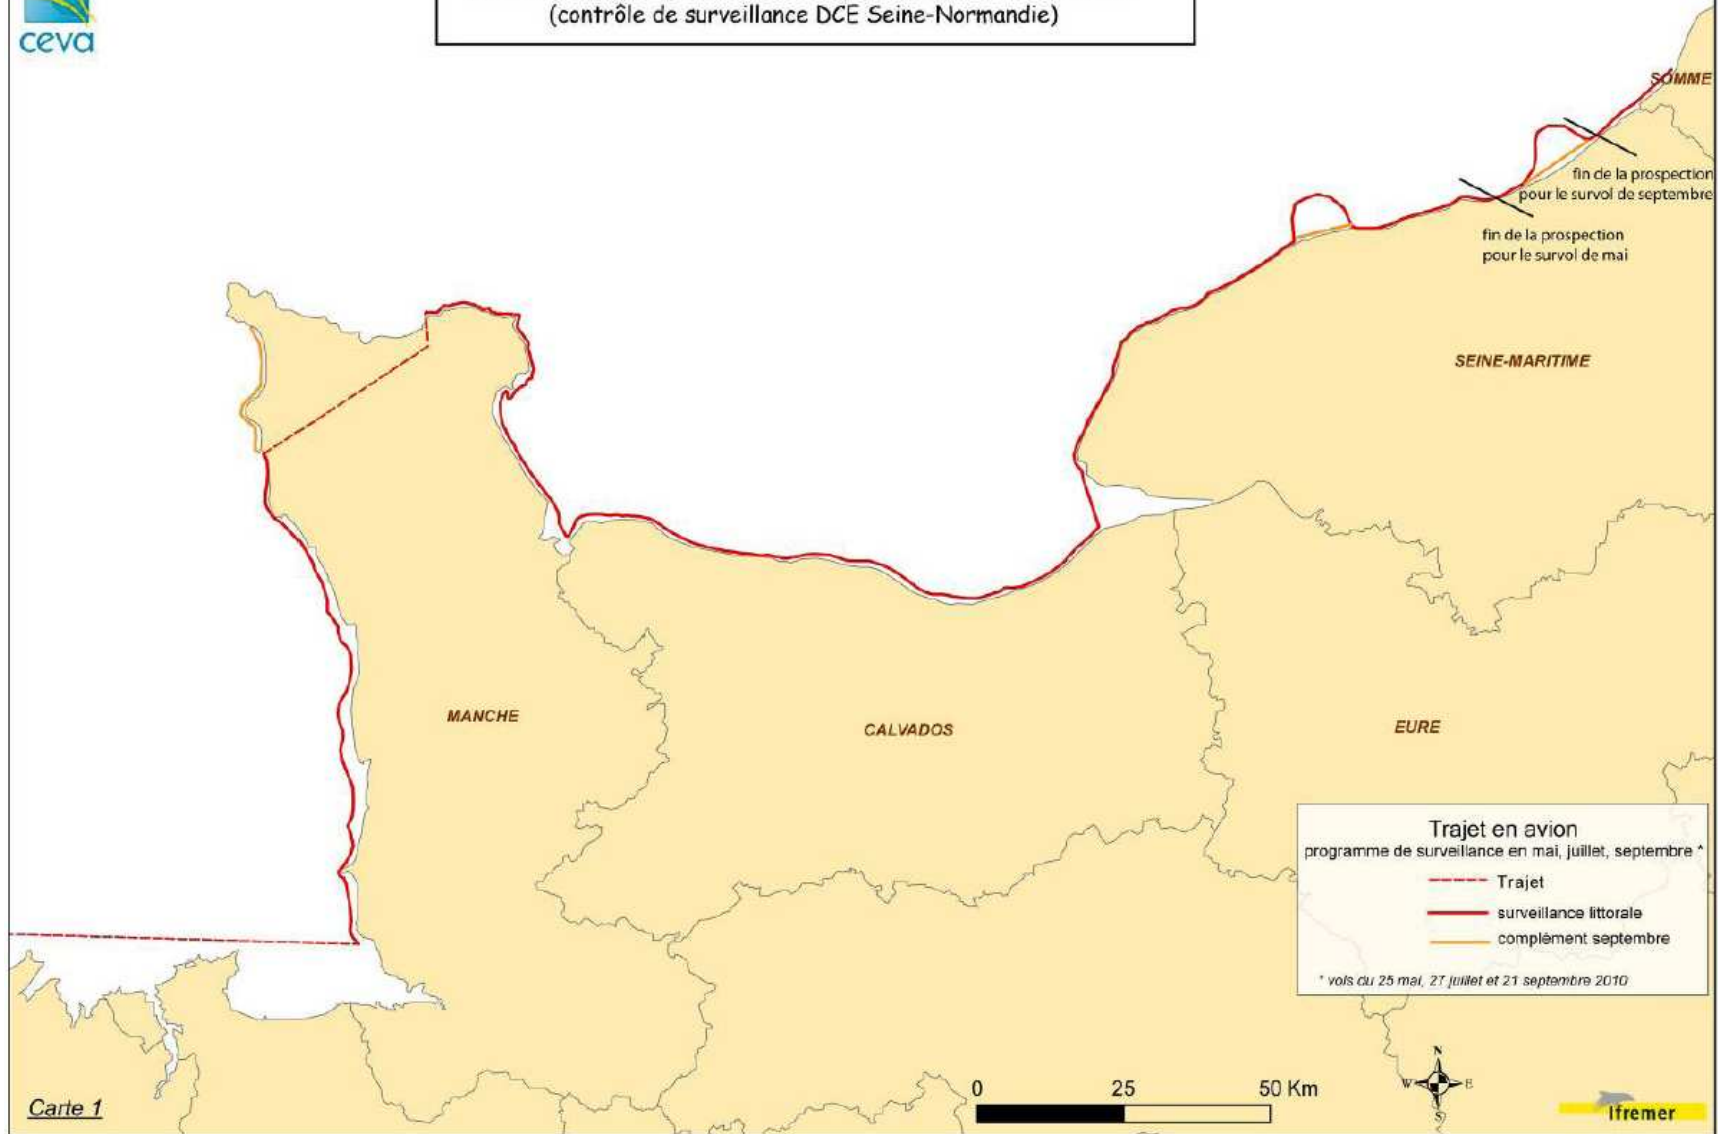 (contrôle de surveillance DCE Seine-Normandie)
ceva
SOMME
fin de la prospection
pour le survol de septembre
fin de la prospection
pour le survol de mai
SEINE-MARITIME
MANCHE
CALVADOS
EURE
Trajet en avion
programme de surveillance en mai, juillet, septembre *
Trajet
surveillance littorale
complément septembre
* vols du 25 mai, 27 juillet et 21 septembre 2010
N
W E
S
0 25 50 Km
Carte 1
Ifremer